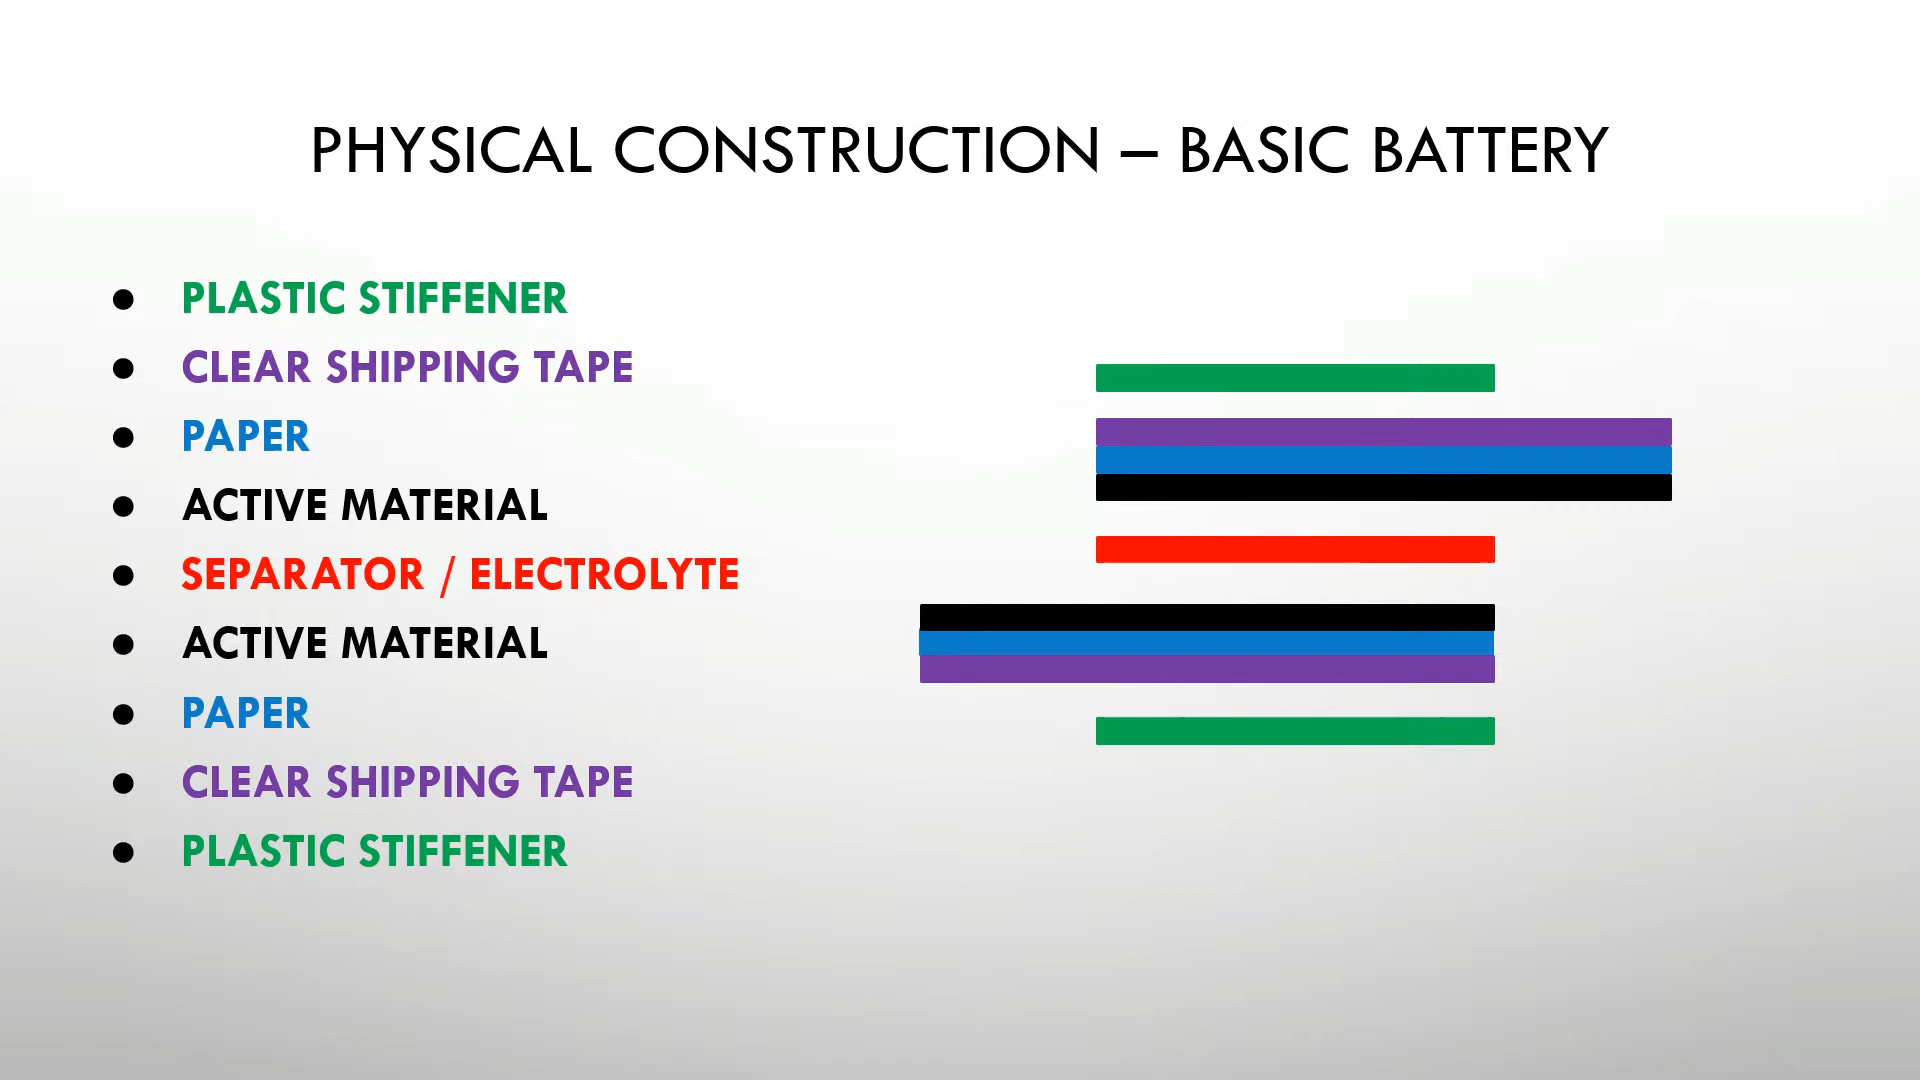 PHYSICAL CONSTRUCTION – BASIC BATTERY
● PLASTIC STIFFENER
● CLEAR SHIPPING TAPE
● PAPER
● ACTIVE MATERIAL
● SEPARATOR / ELECTROLYTE
● ACTIVE MATERIAL
● PAPER
● CLEAR SHIPPING TAPE
● PLASTIC STIFFENER